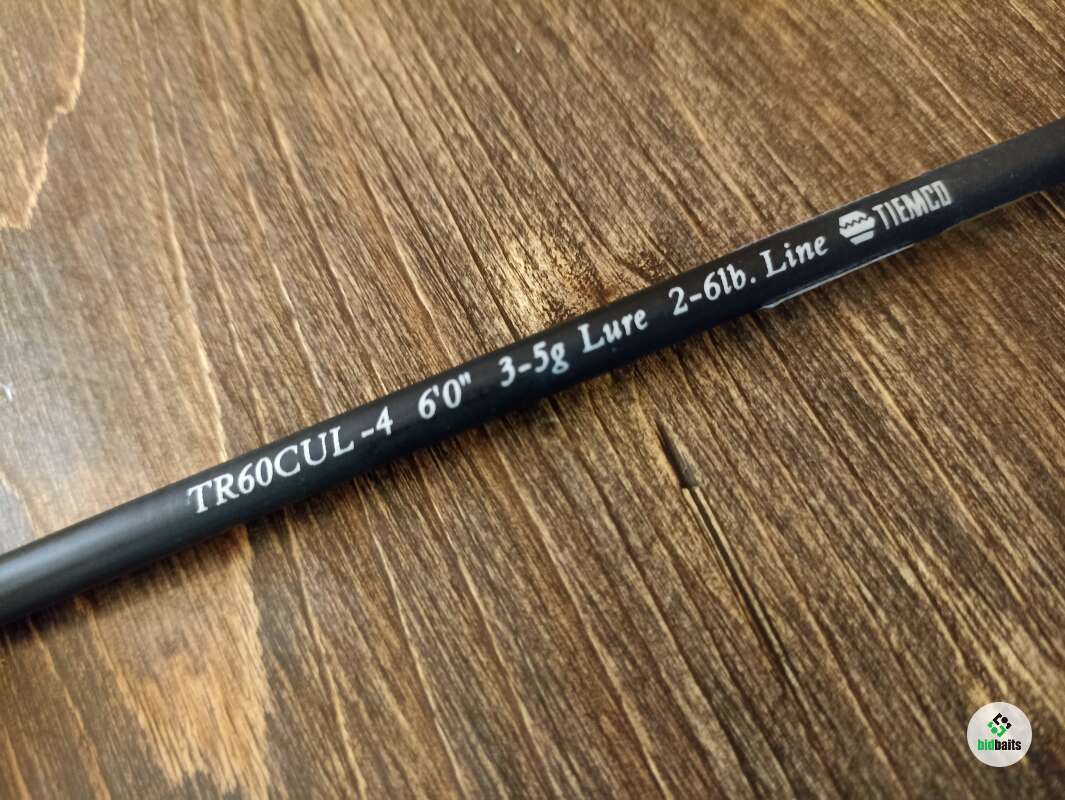 TR60CUL-4 6'0" 3-5g Lure 2-6lb. Line TIEMCO
bidbaits